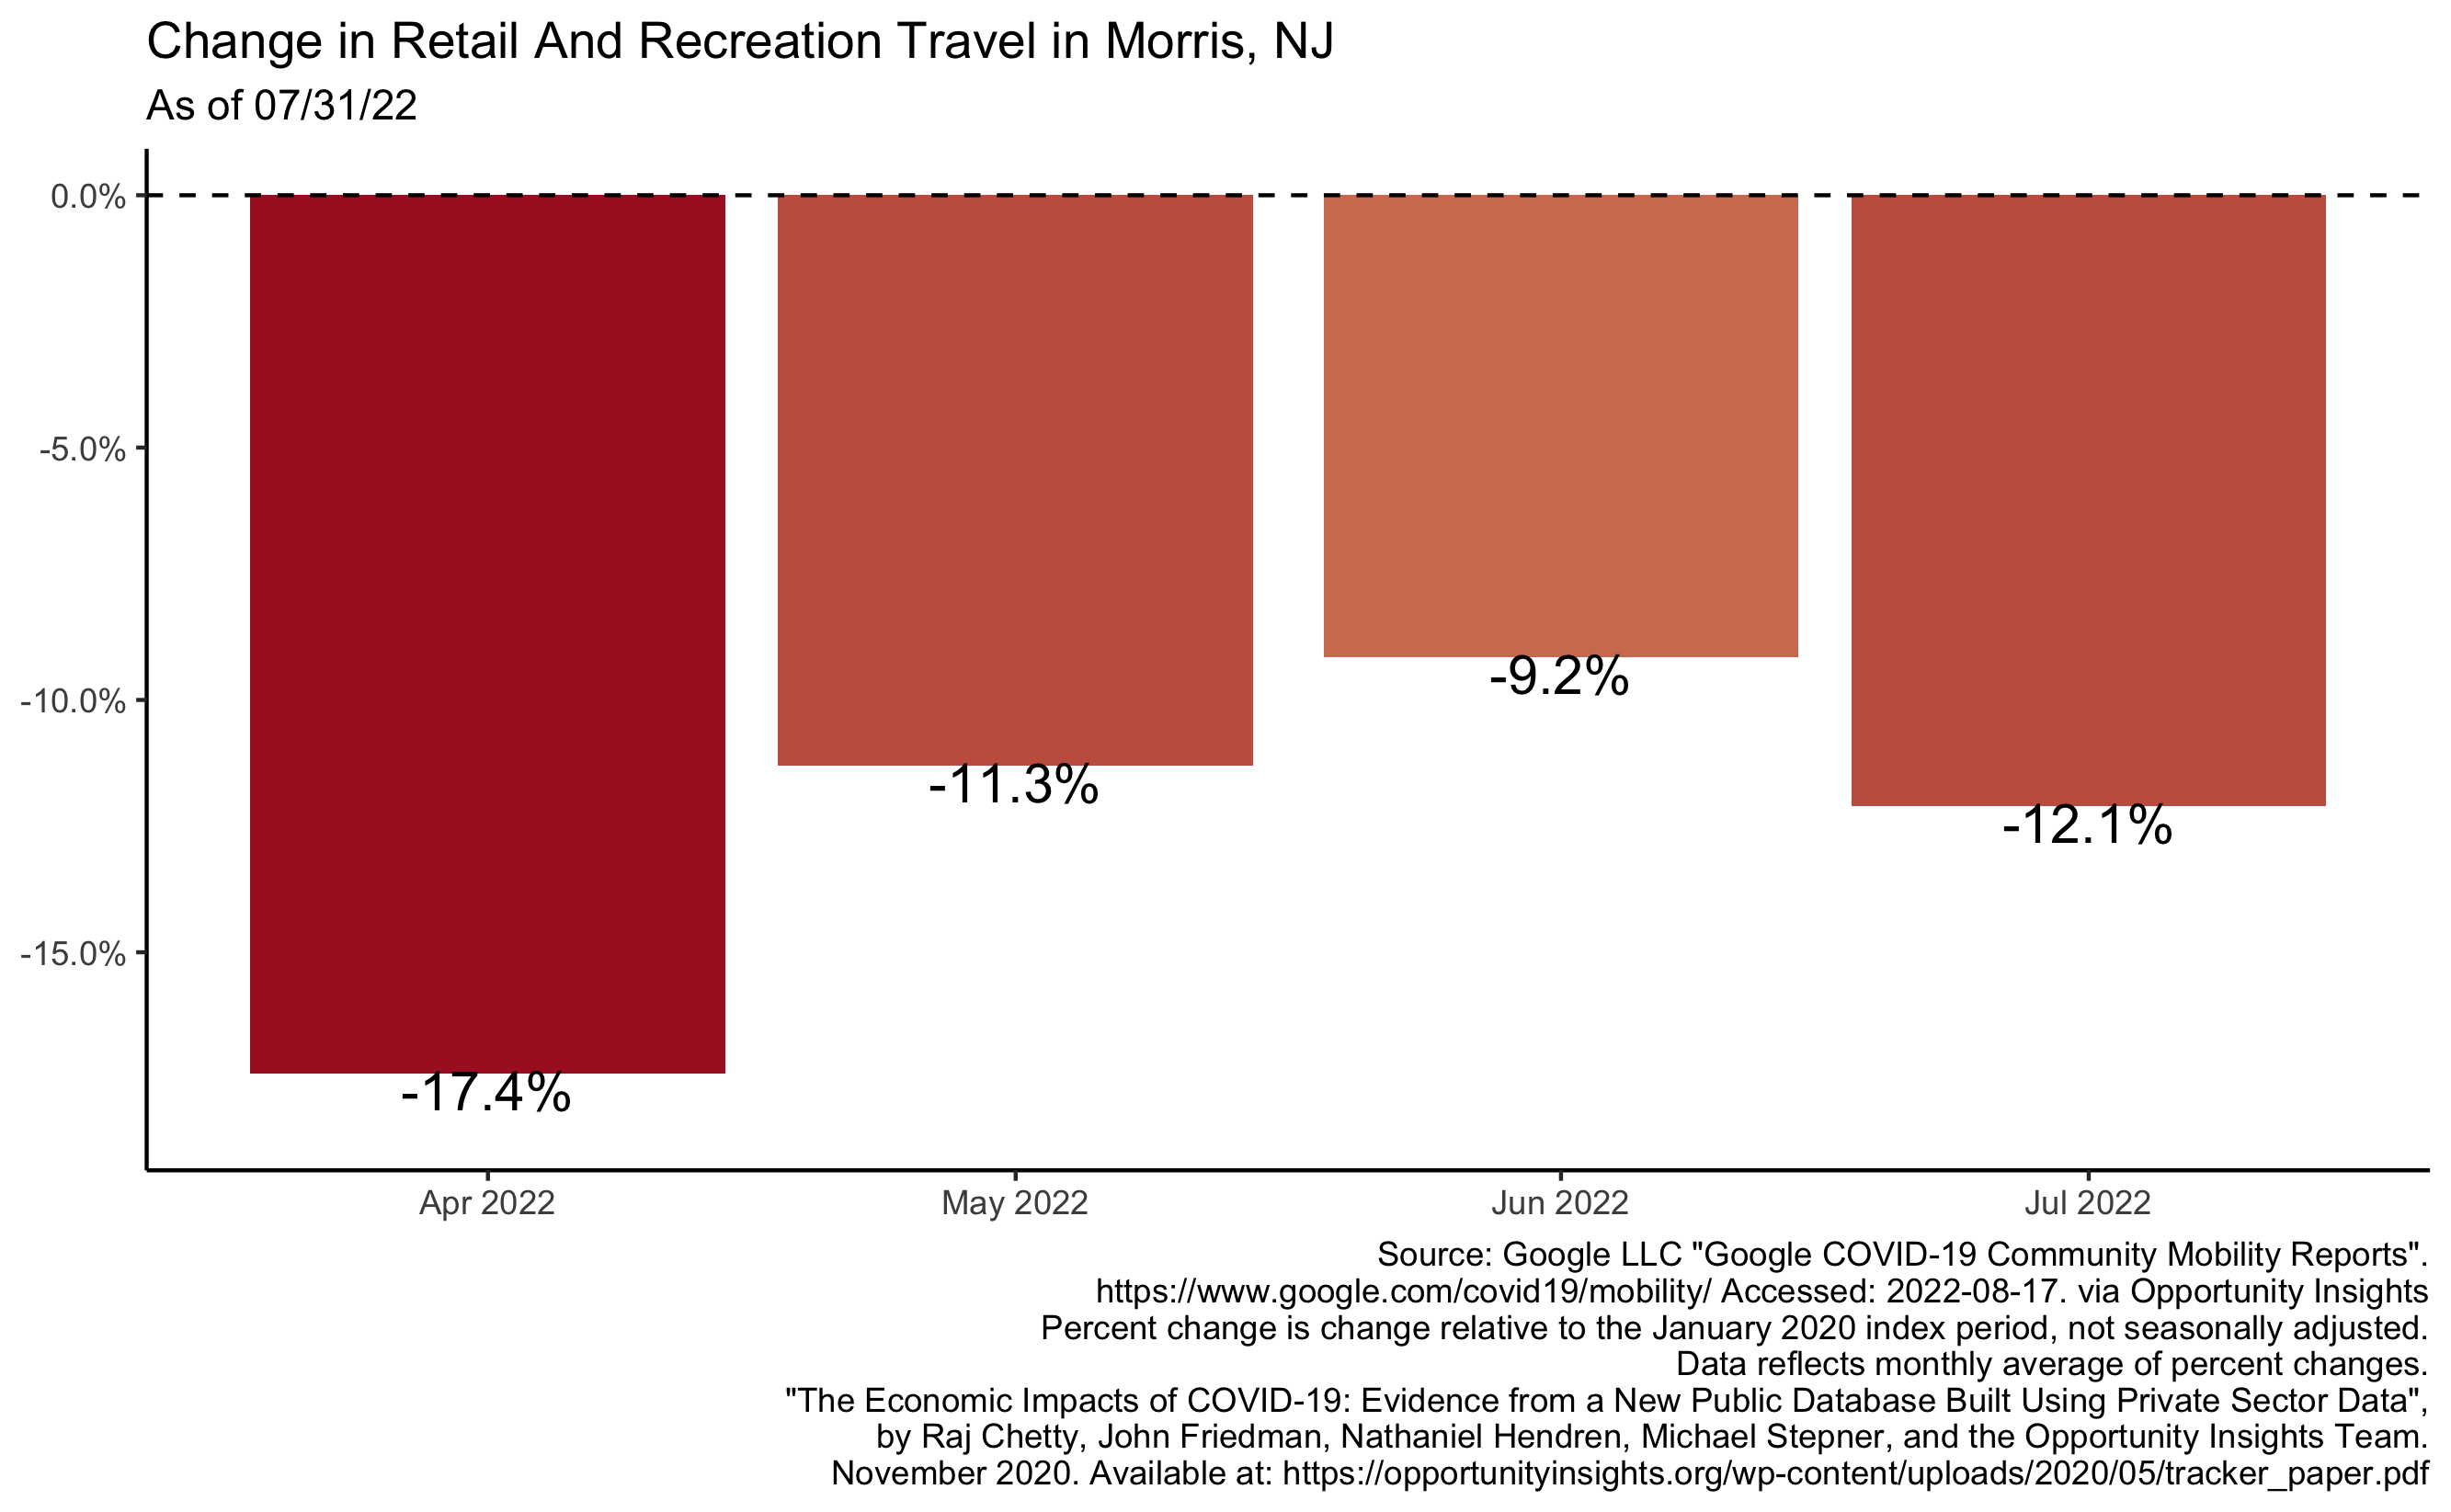 Change in Retail And Recreation Travel in Morris, NJ
As of 07/31/22
0.0%
-5.0%
-10.0%
-15.0%
-17.4%
-11.3%
-9.2%
-12.1%
Apr 2022
May 2022
Jun 2022
Jul 2022
Source: Google LLC "Google COVID-19 Community Mobility Reports".
https://www.google.com/covid19/mobility/ Accessed: 2022-08-17. via Opportunity Insights
Percent change is change relative to the January 2020 index period, not seasonally adjusted.
Data reflects monthly average of percent changes.
"The Economic Impacts of COVID-19: Evidence from a New Public Database Built Using Private Sector Data",
by Raj Chetty, John Friedman, Nathaniel Hendren, Michael Stepner, and the Opportunity Insights Team.
November 2020. Available at: https://opportunityinsights.org/wp-content/uploads/2020/05/tracker_paper.pdf